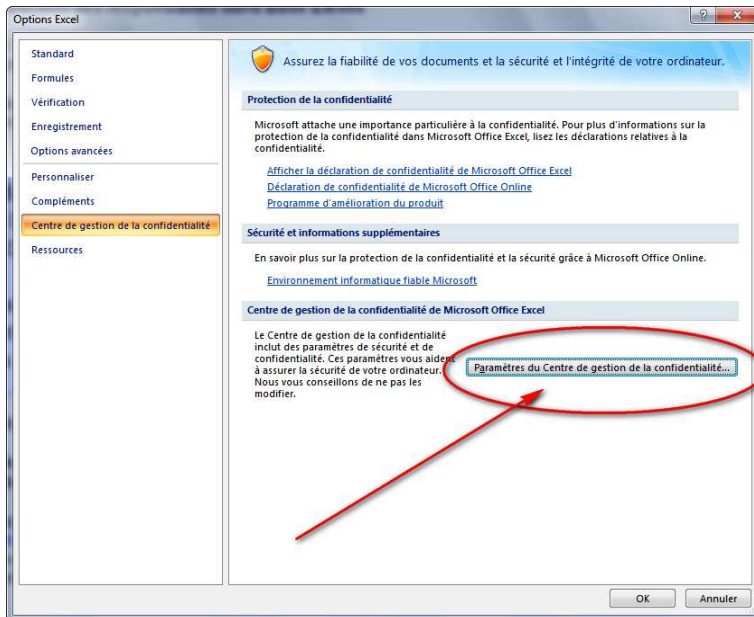 Options Excel
Standard
Formules
Vérification
Enregistrement
Options avancées
Personnaliser
Compléments
Centre de gestion de la confidentialité
Ressources
Assurez la fiabilité de vos documents et la sécurité et l'intégrité de votre ordinateur.
Protection de la confidentialité
Microsoft attache une importance particulière à la confidentialité. Pour plus d'informations sur la
protection de la confidentialité dans Microsoft Office Excel, lisez les déclarations relatives à la
confidentialité.
Afficher la déclaration de confidentialité de Microsoft Office Excel
Déclaration de confidentialité de Microsoft Office Online
Programme d'amélioration du produit
Sécurité et informations supplémentaires
En savoir plus sur la protection de la confidentialité et la sécurité grâce à Microsoft Office Online.
Environnement informatique fiable Microsoft
Centre de gestion de la confidentialité de Microsoft Office Excel
Le Centre de gestion de la confidentialité
inclut des paramètres de sécurité et de
confidentialité. Ces paramètres vous aident
à assurer la sécurité de votre ordinateur.
Nous vous conseillons de ne pas les
modifier.
Paramètres du Centre de gestion de la confidentialité...
OK
Annuler